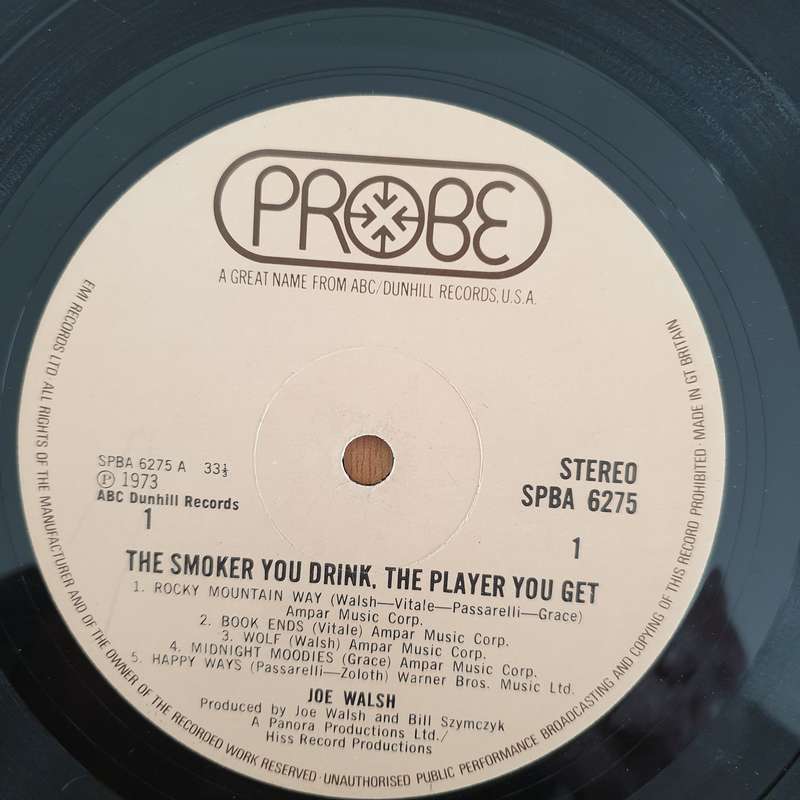 PROBE
A GREAT NAME FROM ABC/DUNHILL RECORDS, U.S.A.
EMI RECORDS LTD · ALL RIGHTS OF THE MANUFACTURER AND OF THE OWNER OF THE RECORDED WORK RESERVED · UNAUTHORISED PUBLIC PERFORMANCE BROADCASTING AND COPYING OF THIS RECORD PROHIBITED · MADE IN GT BRITAIN
SPBA 6275 A 33⅓
Ⓟ 1973
ABC Dunhill Records
1
STEREO
SPBA 6275
1
THE SMOKER YOU DRINK, THE PLAYER YOU GET
1. ROCKY MOUNTAIN WAY (Walsh—Vitale—Passarelli—Grace)
Ampar Music Corp.
2. BOOK ENDS (Vitale) Ampar Music Corp.
3. WOLF (Walsh) Ampar Music Corp.
4. MIDNIGHT MOODIES (Grace) Ampar Music Corp.
5. HAPPY WAYS (Passarelli—Zoloth) Warner Bros. Music Ltd.
JOE WALSH
Produced by Joe Walsh and Bill Szymczyk
A Panora Productions Ltd./
Hiss Record Productions